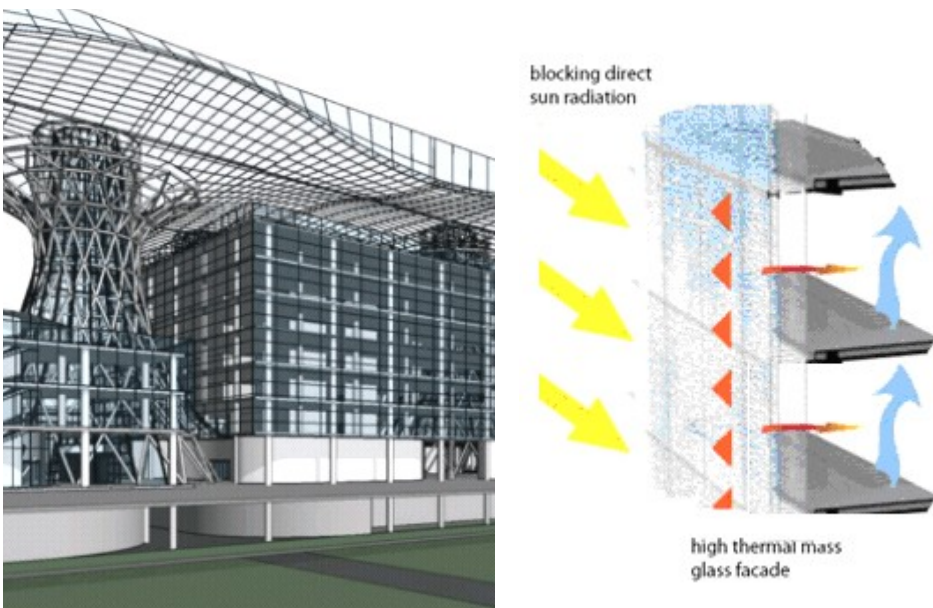 blocking direct
sun radiation
high thermal mass
glass facade